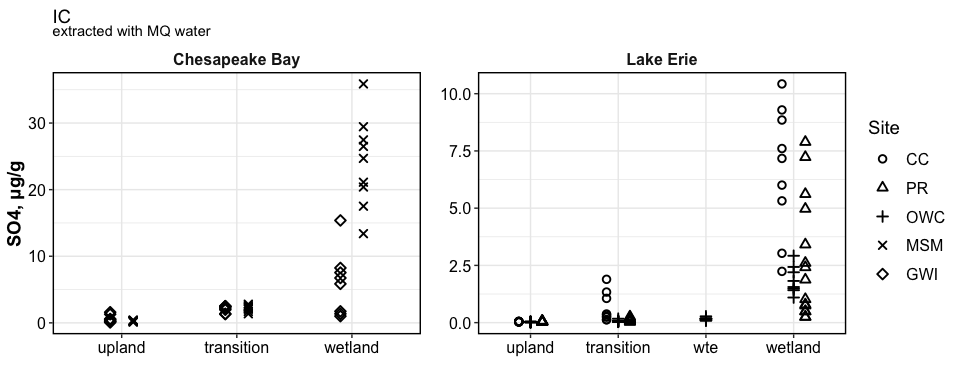 IC
extracted with MQ water
Chesapeake Bay
Lake Erie
SO4, µg/g
30
20
10
0
upland
transition
wetland
10.0
7.5
5.0
2.5
0.0
upland
transition
wte
wetland
Site
CC
PR
OWC
MSM
GWI